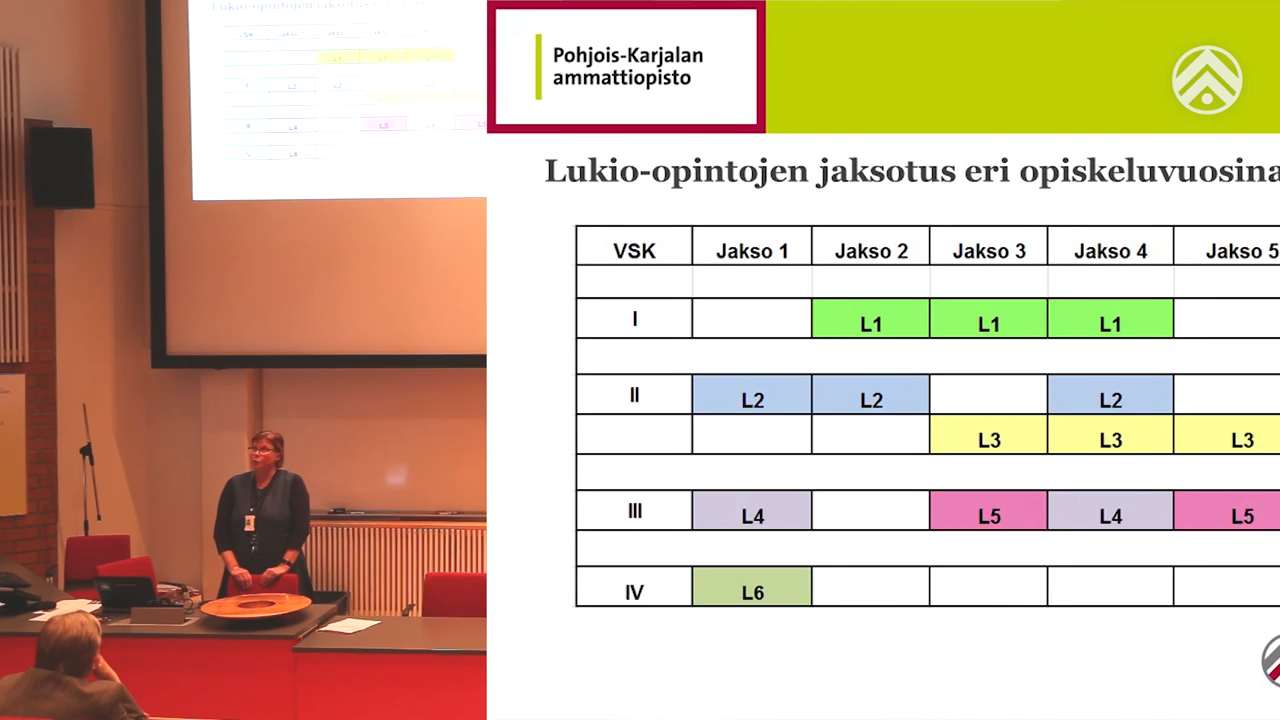 Pohjois-Karjalan
ammattiopisto
Lukio-opintojen jaksotus eri opiskeluvuosina
VSK Jakso 1 Jakso 2 Jakso 3 Jakso 4 Jakso 5
I L1 L1 L1
II L2 L2 L2
L3 L3 L3
III L4 L5 L4 L5
IV L6